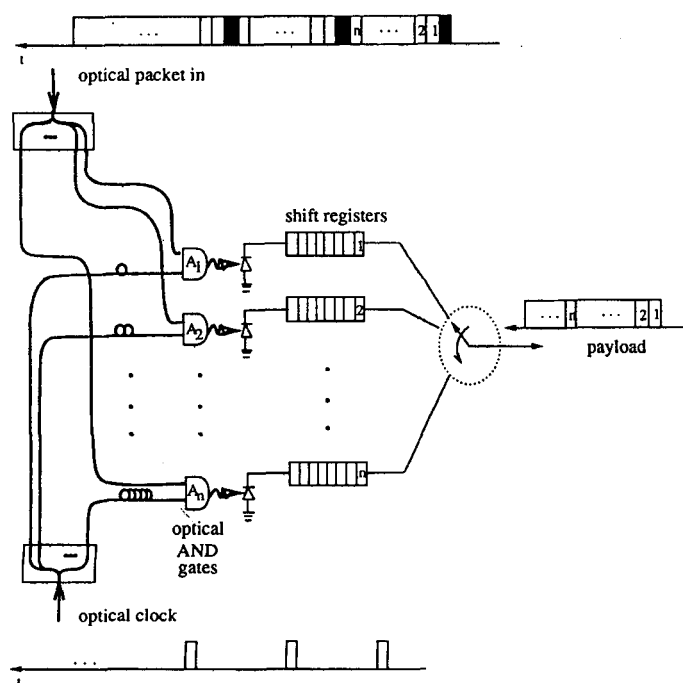 ... ... n ... 2 1
t
optical packet in
shift registers
A1 1
A2 2
... n ... 2 1
payload
An n
optical
AND
gates
optical clock
...
t